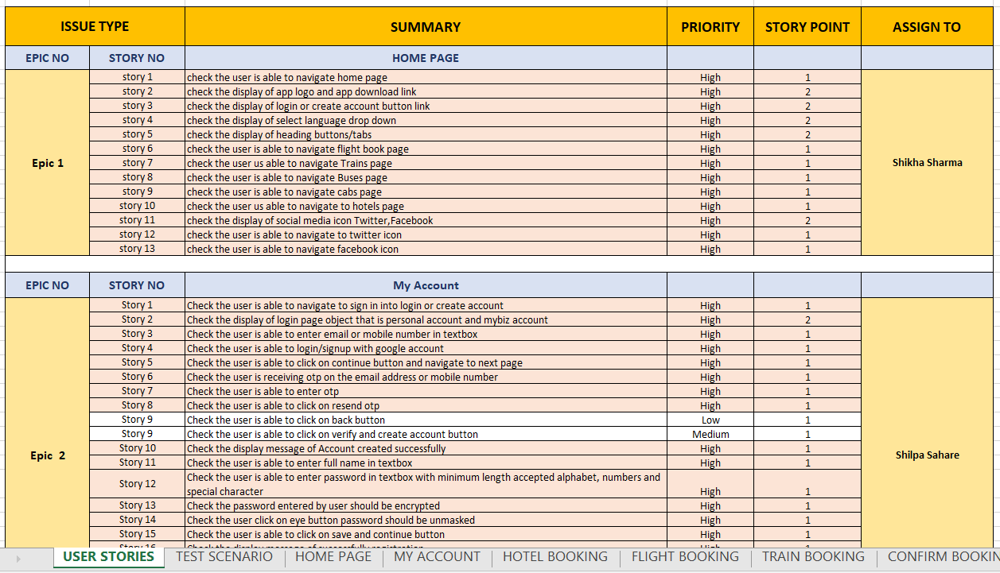 ISSUE TYPE SUMMARY PRIORITY STORY POINT ASSIGN TO
EPIC NO STORY NO HOME PAGE
story 1 check the user is able to navigate home page High 1
story 2 check the display of app logo and app download link High 2
story 3 check the display of login or create account button link High 2
story 4 check the display of select language drop down High 2
story 5 check the display of heading buttons/tabs High 2
story 6 check the user is able to navigate flight book page High 1
Epic 1 story 7 check the user us able to navigate Trains page High 1 Shikha Sharma
story 8 check the user is able to navigate Buses page High 1
story 9 check the user is able to navigate cabs page High 1
story 10 check the user us able to navigate to hotels page High 1
story 11 check the display of social media icon Twitter,Facebook High 2
story 12 check the user is able to navigate to twitter icon High 1
story 13 check the user is able to navigate facebook icon High 1
EPIC NO STORY NO My Account
Story 1 Check the user is able to navigate to sign in into login or create account High 1
Story 2 Check the display of login page object that is personal account and mybiz account High 2
Story 3 Check the user is able to enter email or mobile number in textbox High 1
Story 4 Check the user is able to login/signup with google account High 1
Story 5 Check the user is able to click on continue button and navigate to next page High 1
Story 6 Check the user is receiving otp on the email address or mobile number High 1
Story 7 Check the user is able to enter otp High 1
Story 8 Check the user is able to click on resend otp High 1
Story 9 Check the user is able to click on back button Low 1
Story 9 Check the user is able to click on verify and create account button Medium 1
Story 10 Check the display message of Account created successfully High 1
Epic 2 Story 11 Check the user is able to enter full name in textbox High 1 Shilpa Sahare
Story 12 Check the user is able to enter password in textbox with minimum length accepted alphabet, numbers and
special character High 1
Story 13 Check the password entered by user should be encrypted High 1
Story 14 Check the user click on eye button password should be unmasked High 1
Story 15 Check the user is able to click on save and continue button High 1
Story 16 Check the display message of successfully registration High 1
USER STORIES TEST SCENARIO HOME PAGE MY ACCOUNT HOTEL BOOKING FLIGHT BOOKING TRAIN BOOKING CONFIRM BOOKIN